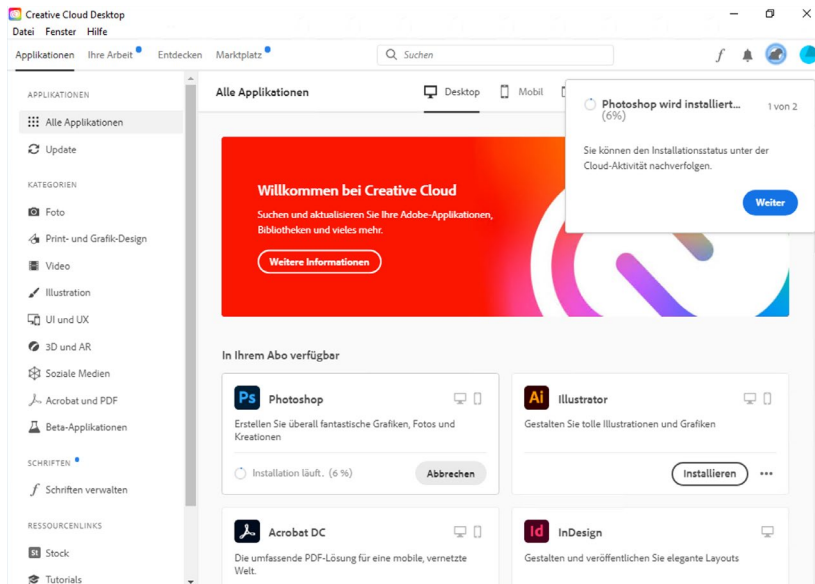 Creative Cloud Desktop
Datei Fenster Hilfe
Applikationen Ihre Arbeit Entdecken Marktplatz Suchen
APPLIKATIONEN
Alle Applikationen
Update
KATEGORIEN
Foto
Print- und Grafik-Design
Video
Illustration
UI und UX
3D und AR
Soziale Medien
Acrobat und PDF
Beta-Applikationen
SCHRIFTEN
Schriften verwalten
RESSOURCENLINKS
St Stock
Tutorials
Alle Applikationen Desktop Mobil
Photoshop wird installiert... 1 von 2
(6%)
Sie können den Installationsstatus unter der
Cloud-Aktivität nachverfolgen.
Weiter
Willkommen bei Creative Cloud
Suchen und aktualisieren Sie Ihre Adobe-Applikationen,
Bibliotheken und vieles mehr.
Weitere Informationen
In Ihrem Abo verfügbar
Ps Photoshop
Erstellen Sie überall fantastische Grafiken, Fotos und
Kreationen
Installation läuft. (6 %) Abbrechen
Ai Illustrator
Gestalten Sie tolle Illustrationen und Grafiken
Installieren
Acrobat DC
Die umfassende PDF-Lösung für eine mobile, vernetzte
Welt.
Id InDesign
Gestalten und veröffentlichen Sie elegante Layouts